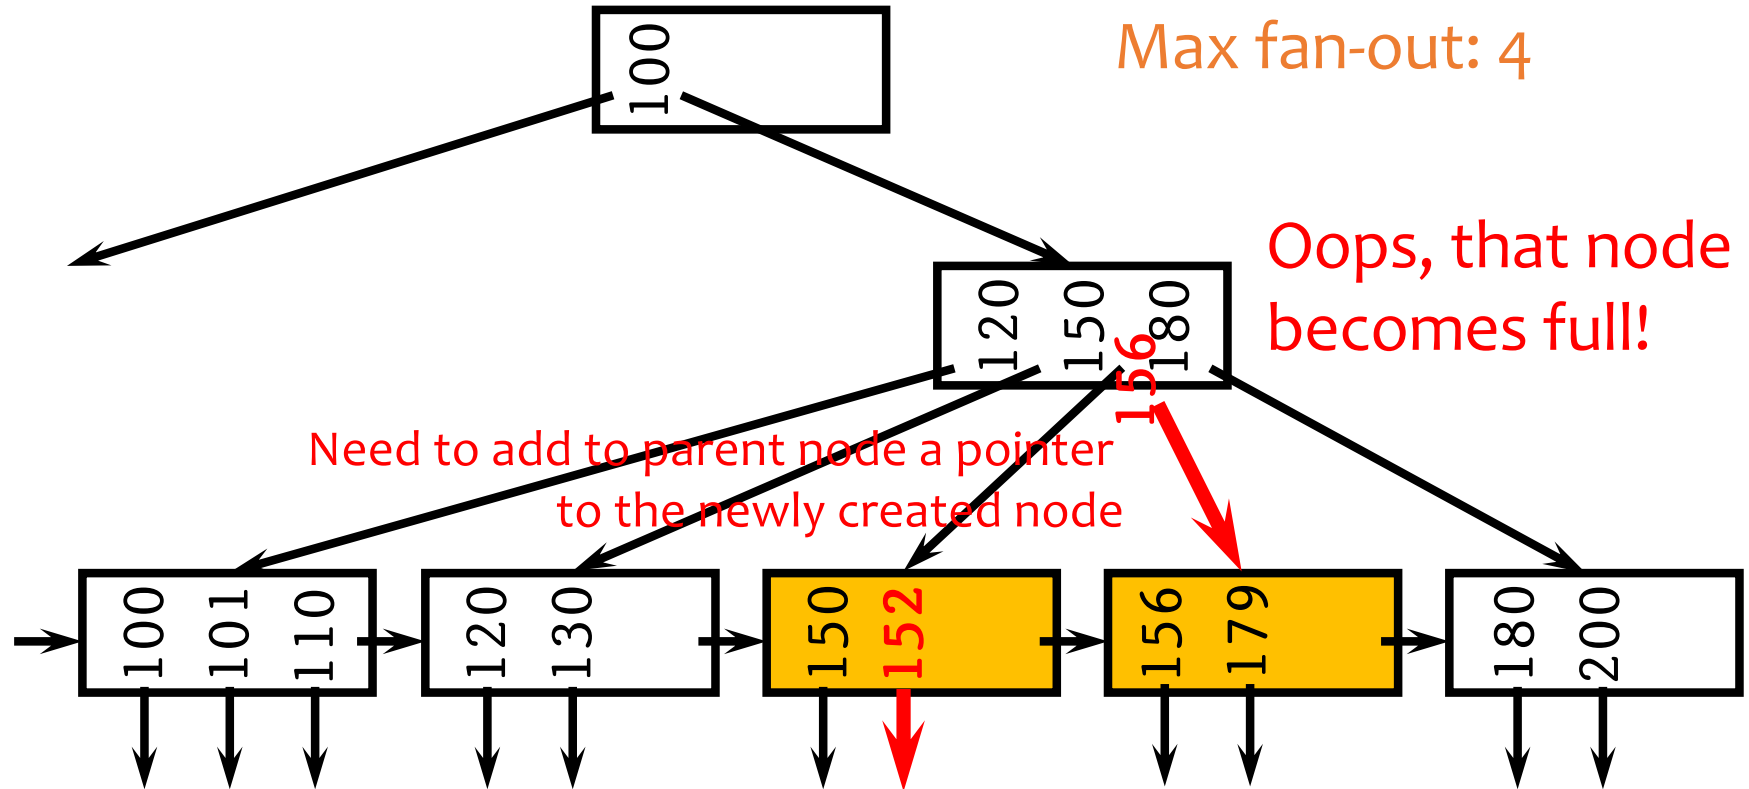 100
Max fan-out: 4
Oops, that node
becomes full!
120 150 156 180
Need to add to parent node a pointer
to the newly created node
100 101 110
120 130
150 152
156 179
180 200